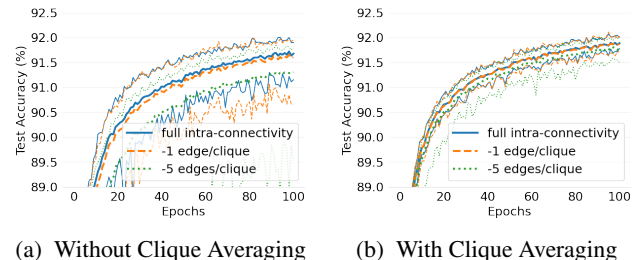 92.5
92.0
91.5
91.0
90.5
90.0
89.5
89.0
Test Accuracy (%)
full intra-connectivity
-1 edge/clique
-5 edges/clique
0 20 40 60 80 100
Epochs
(a) Without Clique Averaging
92.5
92.0
91.5
91.0
90.5
90.0
89.5
89.0
Test Accuracy (%)
full intra-connectivity
-1 edge/clique
-5 edges/clique
0 20 40 60 80 100
Epochs
(b) With Clique Averaging